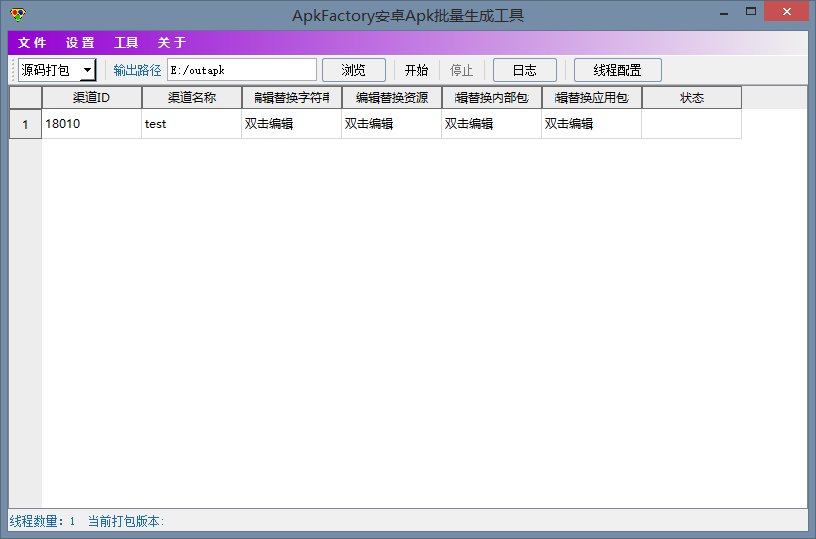 ApkFactory安卓Apk批量生成工具
文件 设置 工具 关于
源码打包 输出路径 E:/outapk 浏览 开始 停止 日志 线程配置
渠道ID 渠道名称 编辑替换字符串 编辑替换资源 编辑替换内部包 编辑替换应用包 状态
1 18010 test 双击编辑 双击编辑 双击编辑 双击编辑
线程数量: 1 当前打包版本: